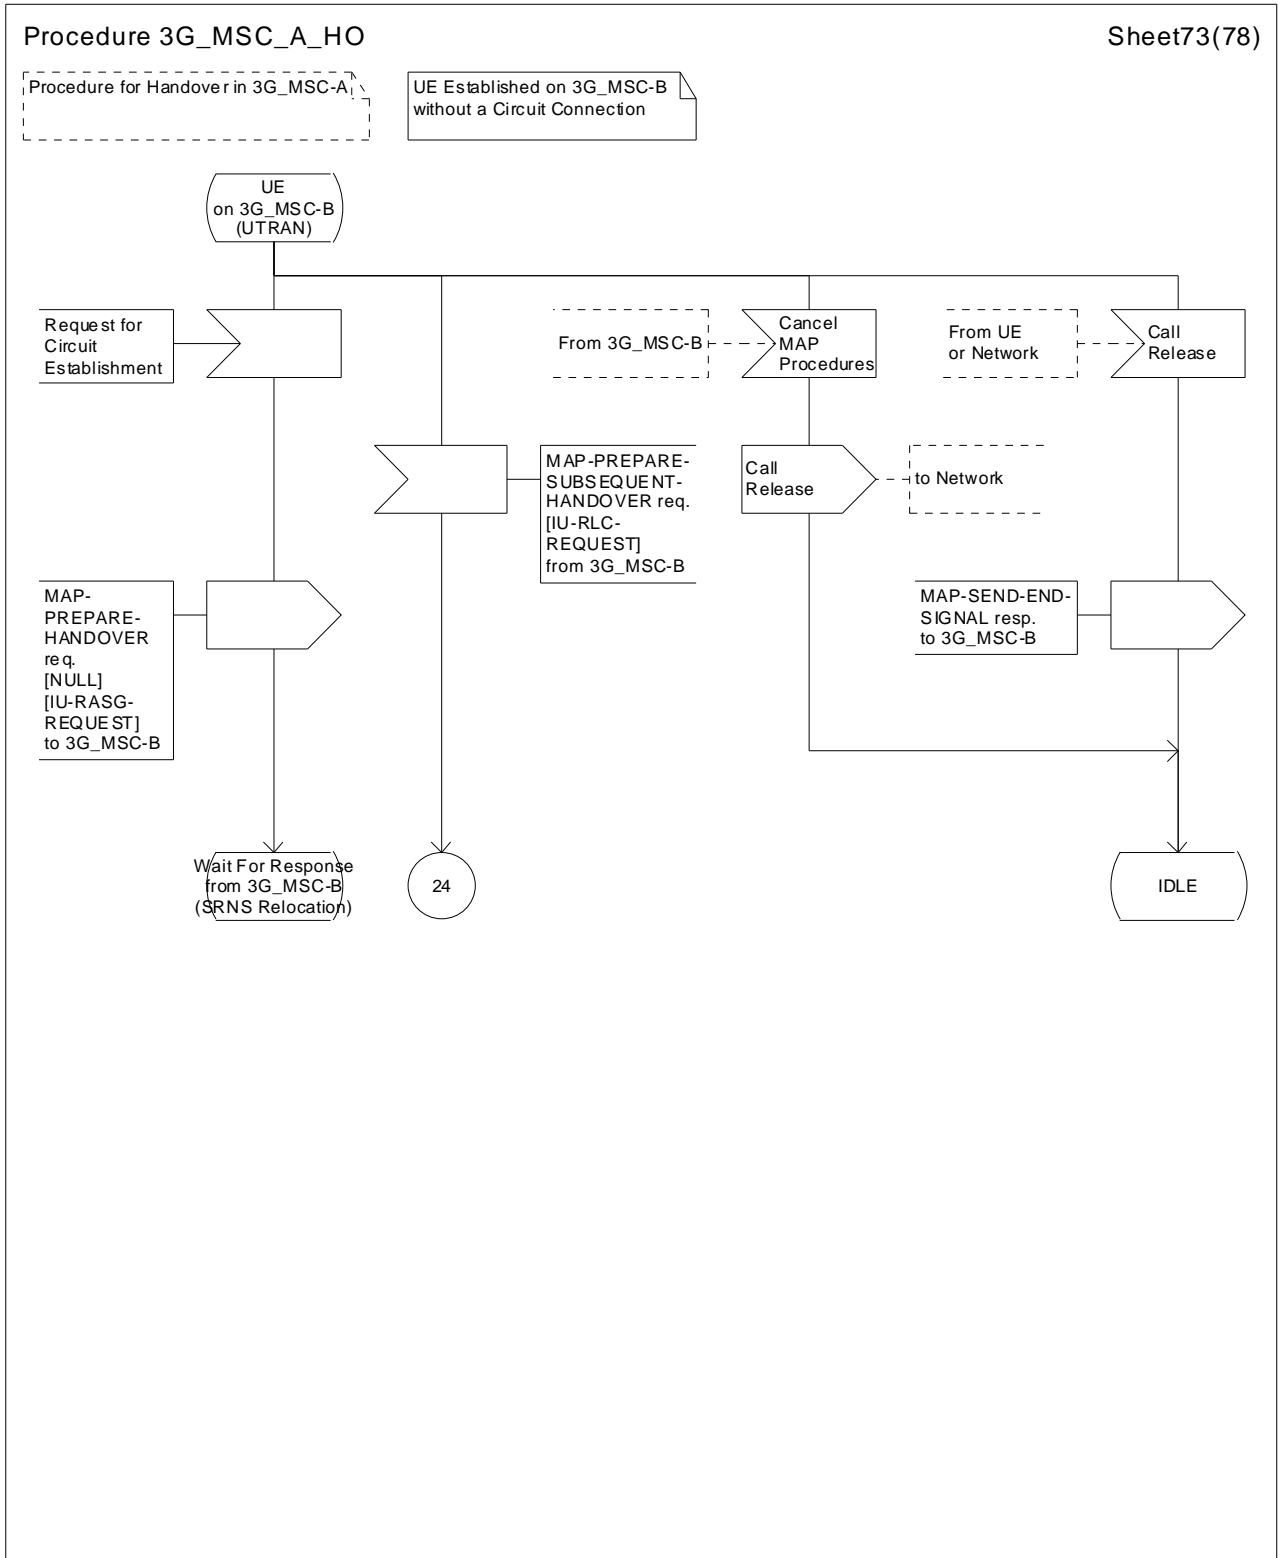 Procedure 3G_MSC_A_HO
Sheet73(78)
Procedure for Handover in 3G_MSC-A
UE Established on 3G_MSC-B
without a Circuit Connection
UE
on 3G_MSC-B
(UTRAN)
Request for
Circuit
Establishment
From 3G_MSC-B
Cancel
MAP
Procedures
From UE
or Network
Call
Release
MAP-PREPARE-
SUBSEQUENT-
HANDOVER req.
[IU-RLC-
REQUEST]
from 3G_MSC-B
Call
Release
to Network
MAP-
PREPARE-
HANDOVER
req.
[NULL]
[IU-RASG-
REQUEST]
to 3G_MSC-B
MAP-SEND-END-
SIGNAL resp.
to 3G_MSC-B
Wait For Response
from 3G_MSC-B
(SRNS Relocation)
24
IDLE